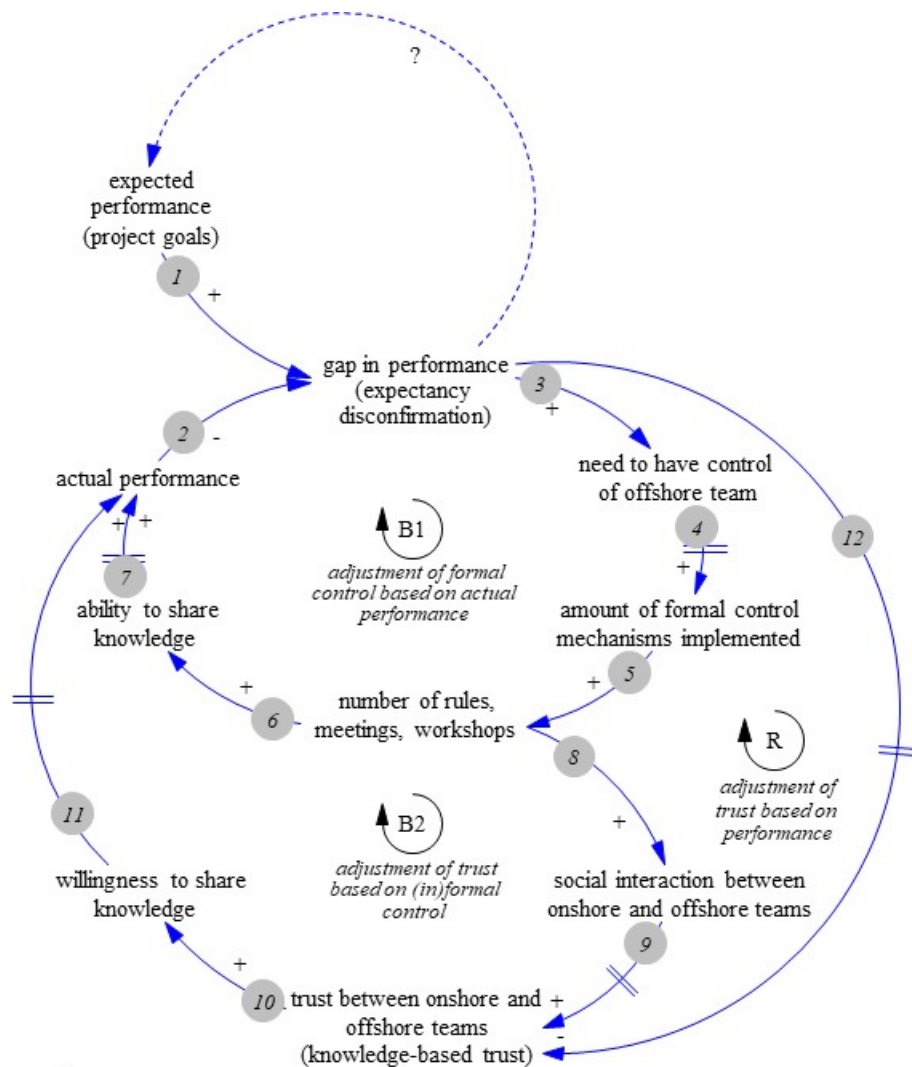 ?
expected
performance
(project goals)
1
+
gap in performance
(expectancy
disconfirmation)
3
+
2
-
actual performance
need to have control
of offshore team
+
+
B1
4
12
7
adjustment of formal
control based on actual
performance
+
ability to share
knowledge
amount of formal control
mechanisms implemented
+
6
number of rules,
meetings, workshops
+
5
8
R
adjustment of
trust based on
performance
11
B2
+
willingness to share
knowledge
adjustment of trust
based on (in)formal
control
social interaction between
onshore and offshore teams
9
+
10
trust between onshore and
offshore teams
(knowledge-based trust)
+
-